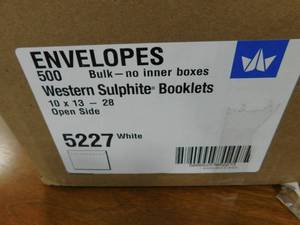 ENVELOPES
500 Bulk—no inner boxes
Western Sulphite® Booklets
10 x 13 – 28
Open Side
5227 White